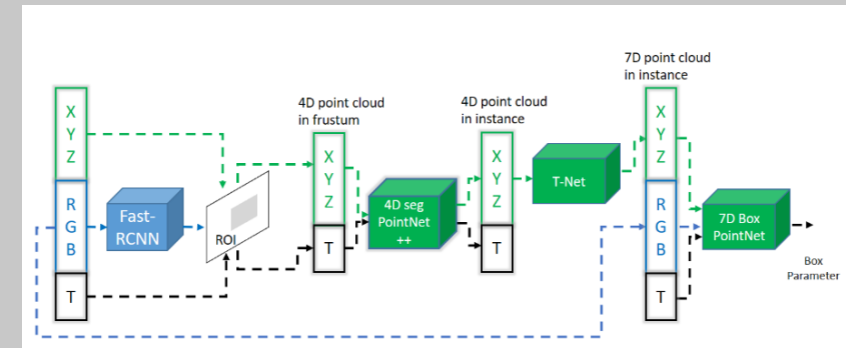 X
Y
Z
R
G
B
T
Fast-
RCNN
ROI
4D point cloud
in frustum
X
Y
Z
T
4D seg
PointNet
++
4D point cloud
in instance
X
Y
Z
T
T-Net
7D point cloud
in instance
X
Y
Z
R
G
B
T
7D Box
PointNet
Box
Parameter